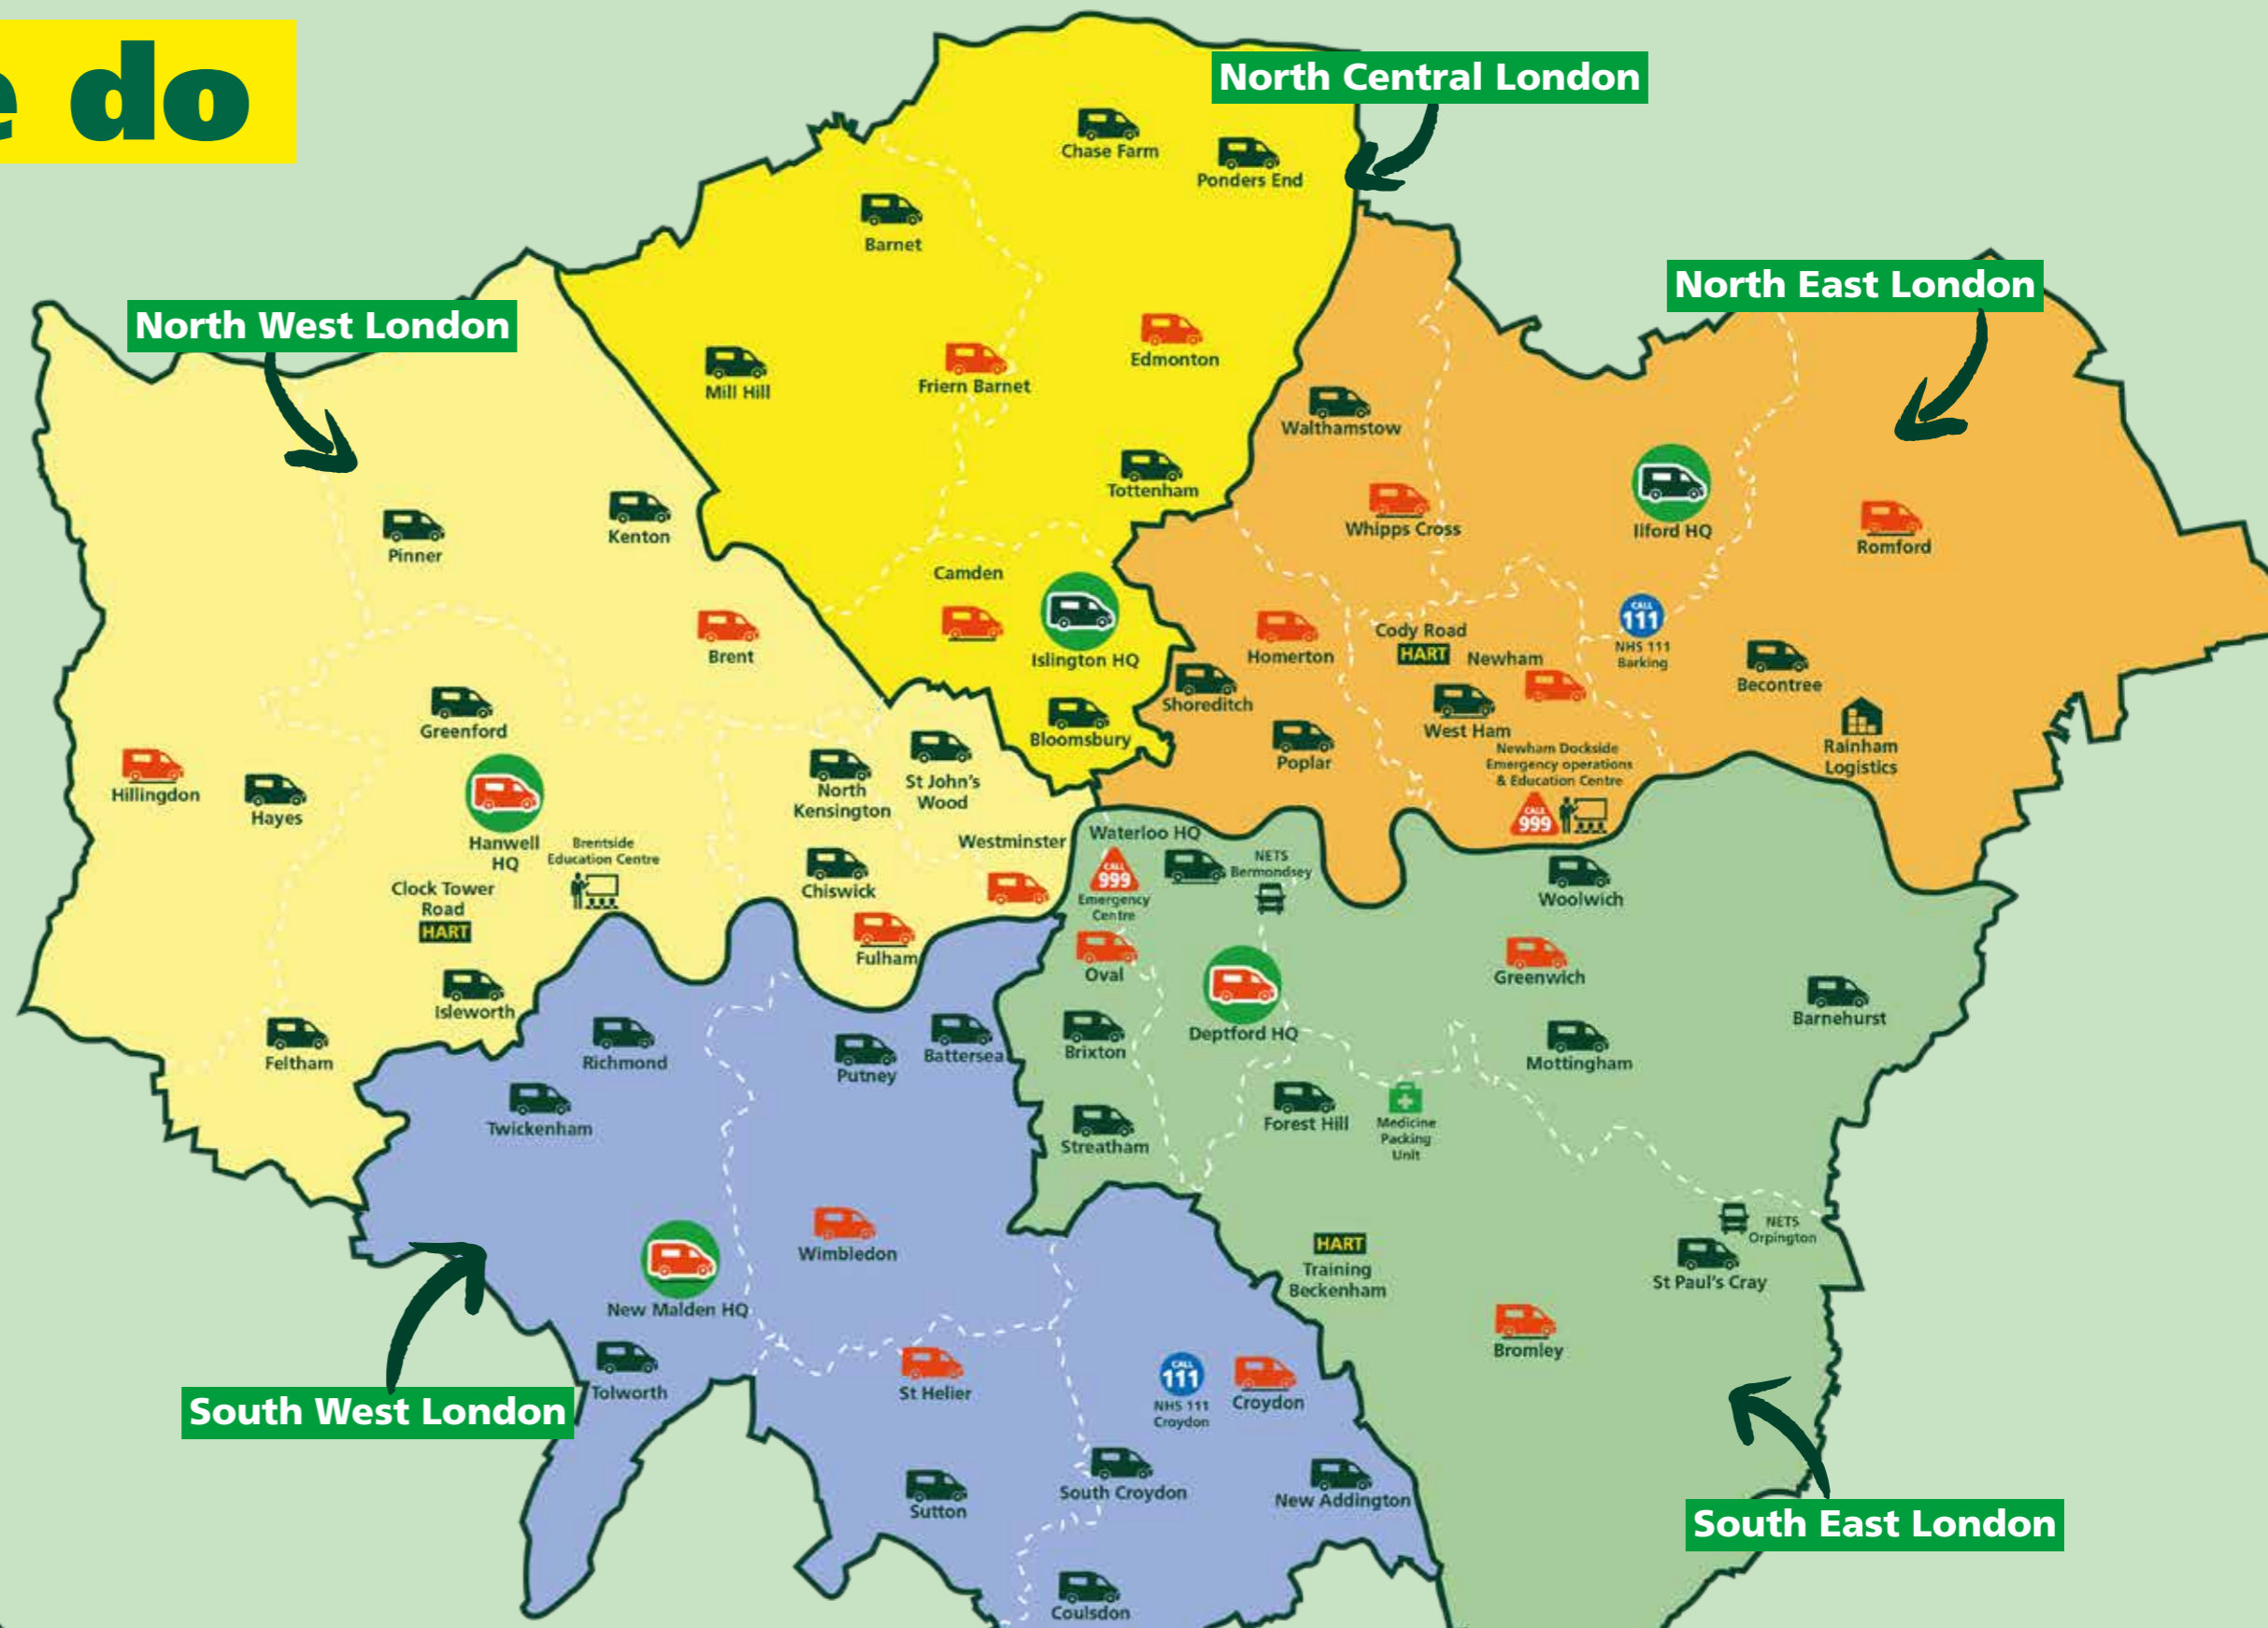 e do
North Central London
North West London
North East London
South West London
South East London
Chase Farm
Ponders End
Barnet
Edmonton
Friern Barnet
Mill Hill
Tottenham
Camden
Islington HQ
Bloomsbury
Pinner
Kenton
Brent
Greenford
Hillingdon
Hayes
Hanwell
HQ
Brentside
Education Centre
Clock Tower
Road
HART
Isleworth
Feltham
North
Kensington
St John's
Wood
Westminster
Chiswick
Fulham
Walthamstow
Whipps Cross
Ilford HQ
Romford
Homerton
Cody Road
HART
Newham
CALL
111
NHS 111
Barking
Becontree
Shoreditch
West Ham
Poplar
Newham Dockside
Emergency operations
& Education Centre
CALL
999
Rainham
Logistics
Waterloo HQ
CALL
999
Emergency
Centre
NETS
Bermondsey
Woolwich
Oval
Deptford HQ
Greenwich
Barnehurst
Brixton
Mottingham
Streatham
Forest Hill
Medicine
Packing
Unit
HART
Training
Beckenham
NETS
Orpington
St Paul's Cray
Bromley
Richmond
Putney
Battersea
Twickenham
Wimbledon
New Malden HQ
Tolworth
St Helier
CALL
111
NHS 111
Croydon
Croydon
Sutton
South Croydon
New Addington
Coulsdon